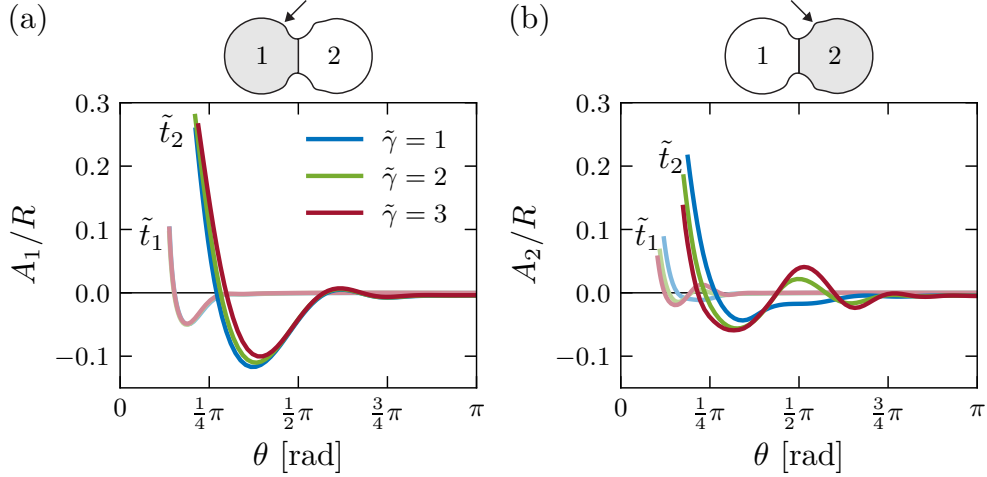 (a)
1 2
0.3
0.2
0.1
0.0
−0.1
A₁/R
t̃₂
t̃₁
γ̃ = 1
γ̃ = 2
γ̃ = 3
0 1/4π 1/2π 3/4π π
θ [rad]
(b)
1 2
0.3
0.2
0.1
0.0
−0.1
A₂/R
t̃₂
t̃₁
0 1/4π 1/2π 3/4π π
θ [rad]